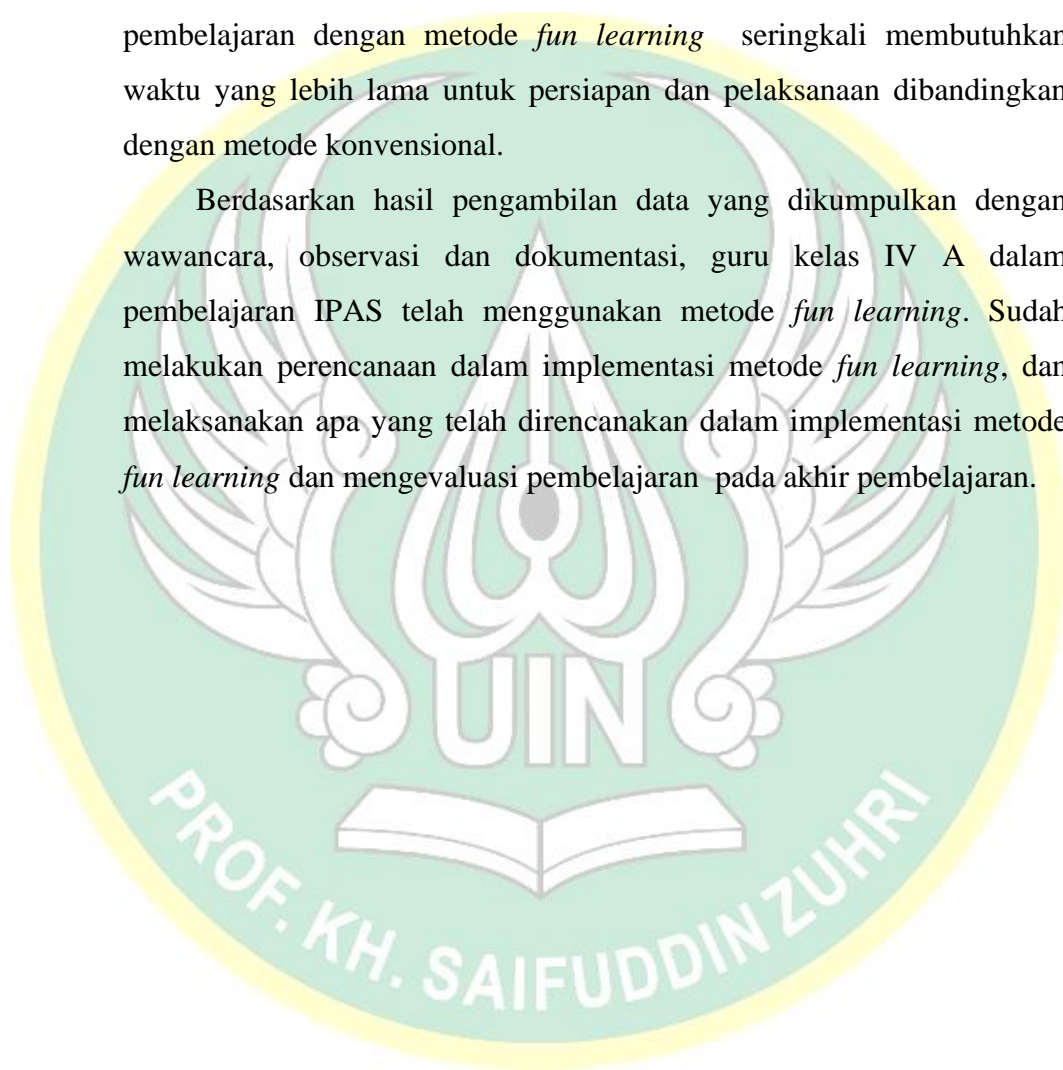 pembelajaran dengan metode fun learning seringkali membutuhkan
waktu yang lebih lama untuk persiapan dan pelaksanaan dibandingkan
dengan metode konvensional.
Berdasarkan hasil pengambilan data yang dikumpulkan dengan
wawancara, observasi dan dokumentasi, guru kelas IV A dalam
pembelajaran IPAS telah menggunakan metode fun learning. Sudah
melakukan perencanaan dalam implementasi metode fun learning, dan
melaksanakan apa yang telah direncanakan dalam implementasi metode
fun learning dan mengevaluasi pembelajaran pada akhir pembelajaran.
UIN
PROF. KH. SAIFUDDIN ZUHRI